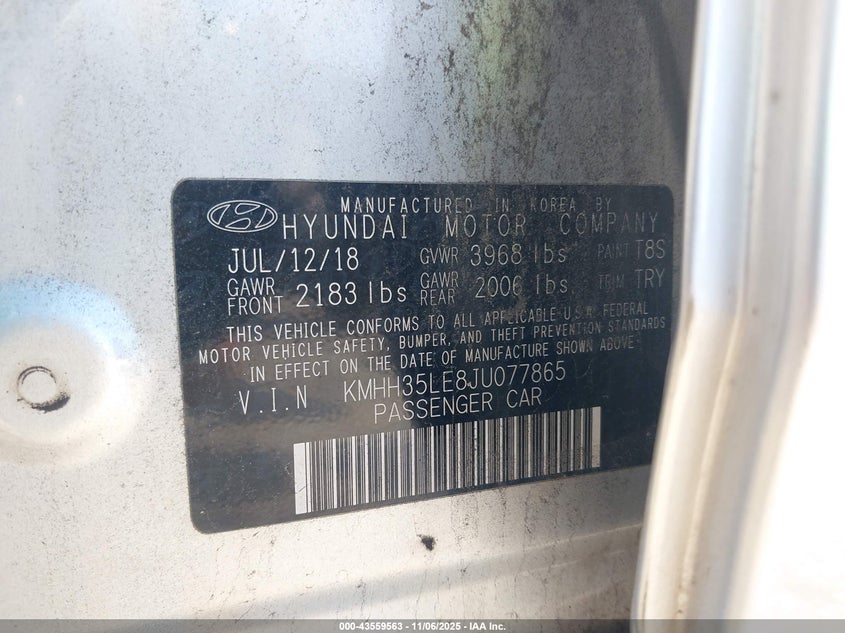 MANUFACTURED IN KOREA BY
HYUNDAI MOTOR COMPANY
JUL/12/18 GVWR 3968 lbs PAINT T8S
GAWR FRONT 2183 lbs GAWR REAR 2006 lbs. TRIM TRY
THIS VEHICLE CONFORMS TO ALL APPLICABLE U.S.A. FEDERAL
MOTOR VEHICLE SAFETY, BUMPER, AND THEFT PREVENTION STANDARDS
IN EFFECT ON THE DATE OF MANUFACTURE SHOWN ABOVE.
V.I.N KMHH35LE8JU077865
PASSENGER CAR
000-43559563 - 11/06/2025 - IAA Inc.